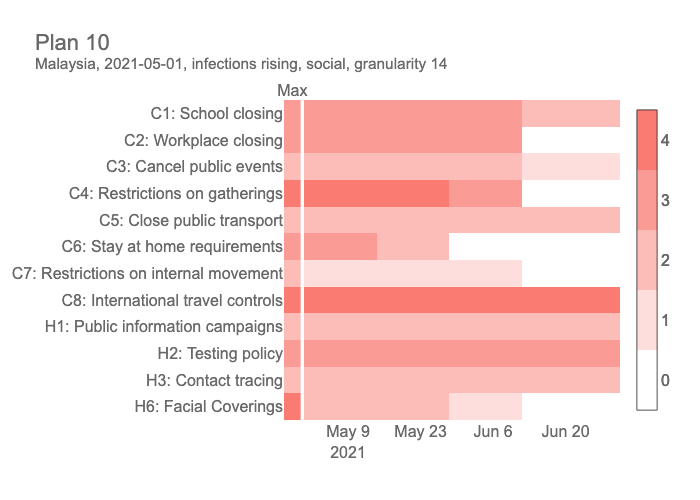 Plan 10
Malaysia, 2021-05-01, infections rising, social, granularity 14
Max
C1: School closing
C2: Workplace closing
C3: Cancel public events
C4: Restrictions on gatherings
C5: Close public transport
C6: Stay at home requirements
C7: Restrictions on internal movement
C8: International travel controls
H1: Public information campaigns
H2: Testing policy
H3: Contact tracing
H6: Facial Coverings
May 9 May 23 Jun 6 Jun 20
2021
4
3
2
1
0